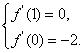 f′(1) = 0,
f′(0) = −2.